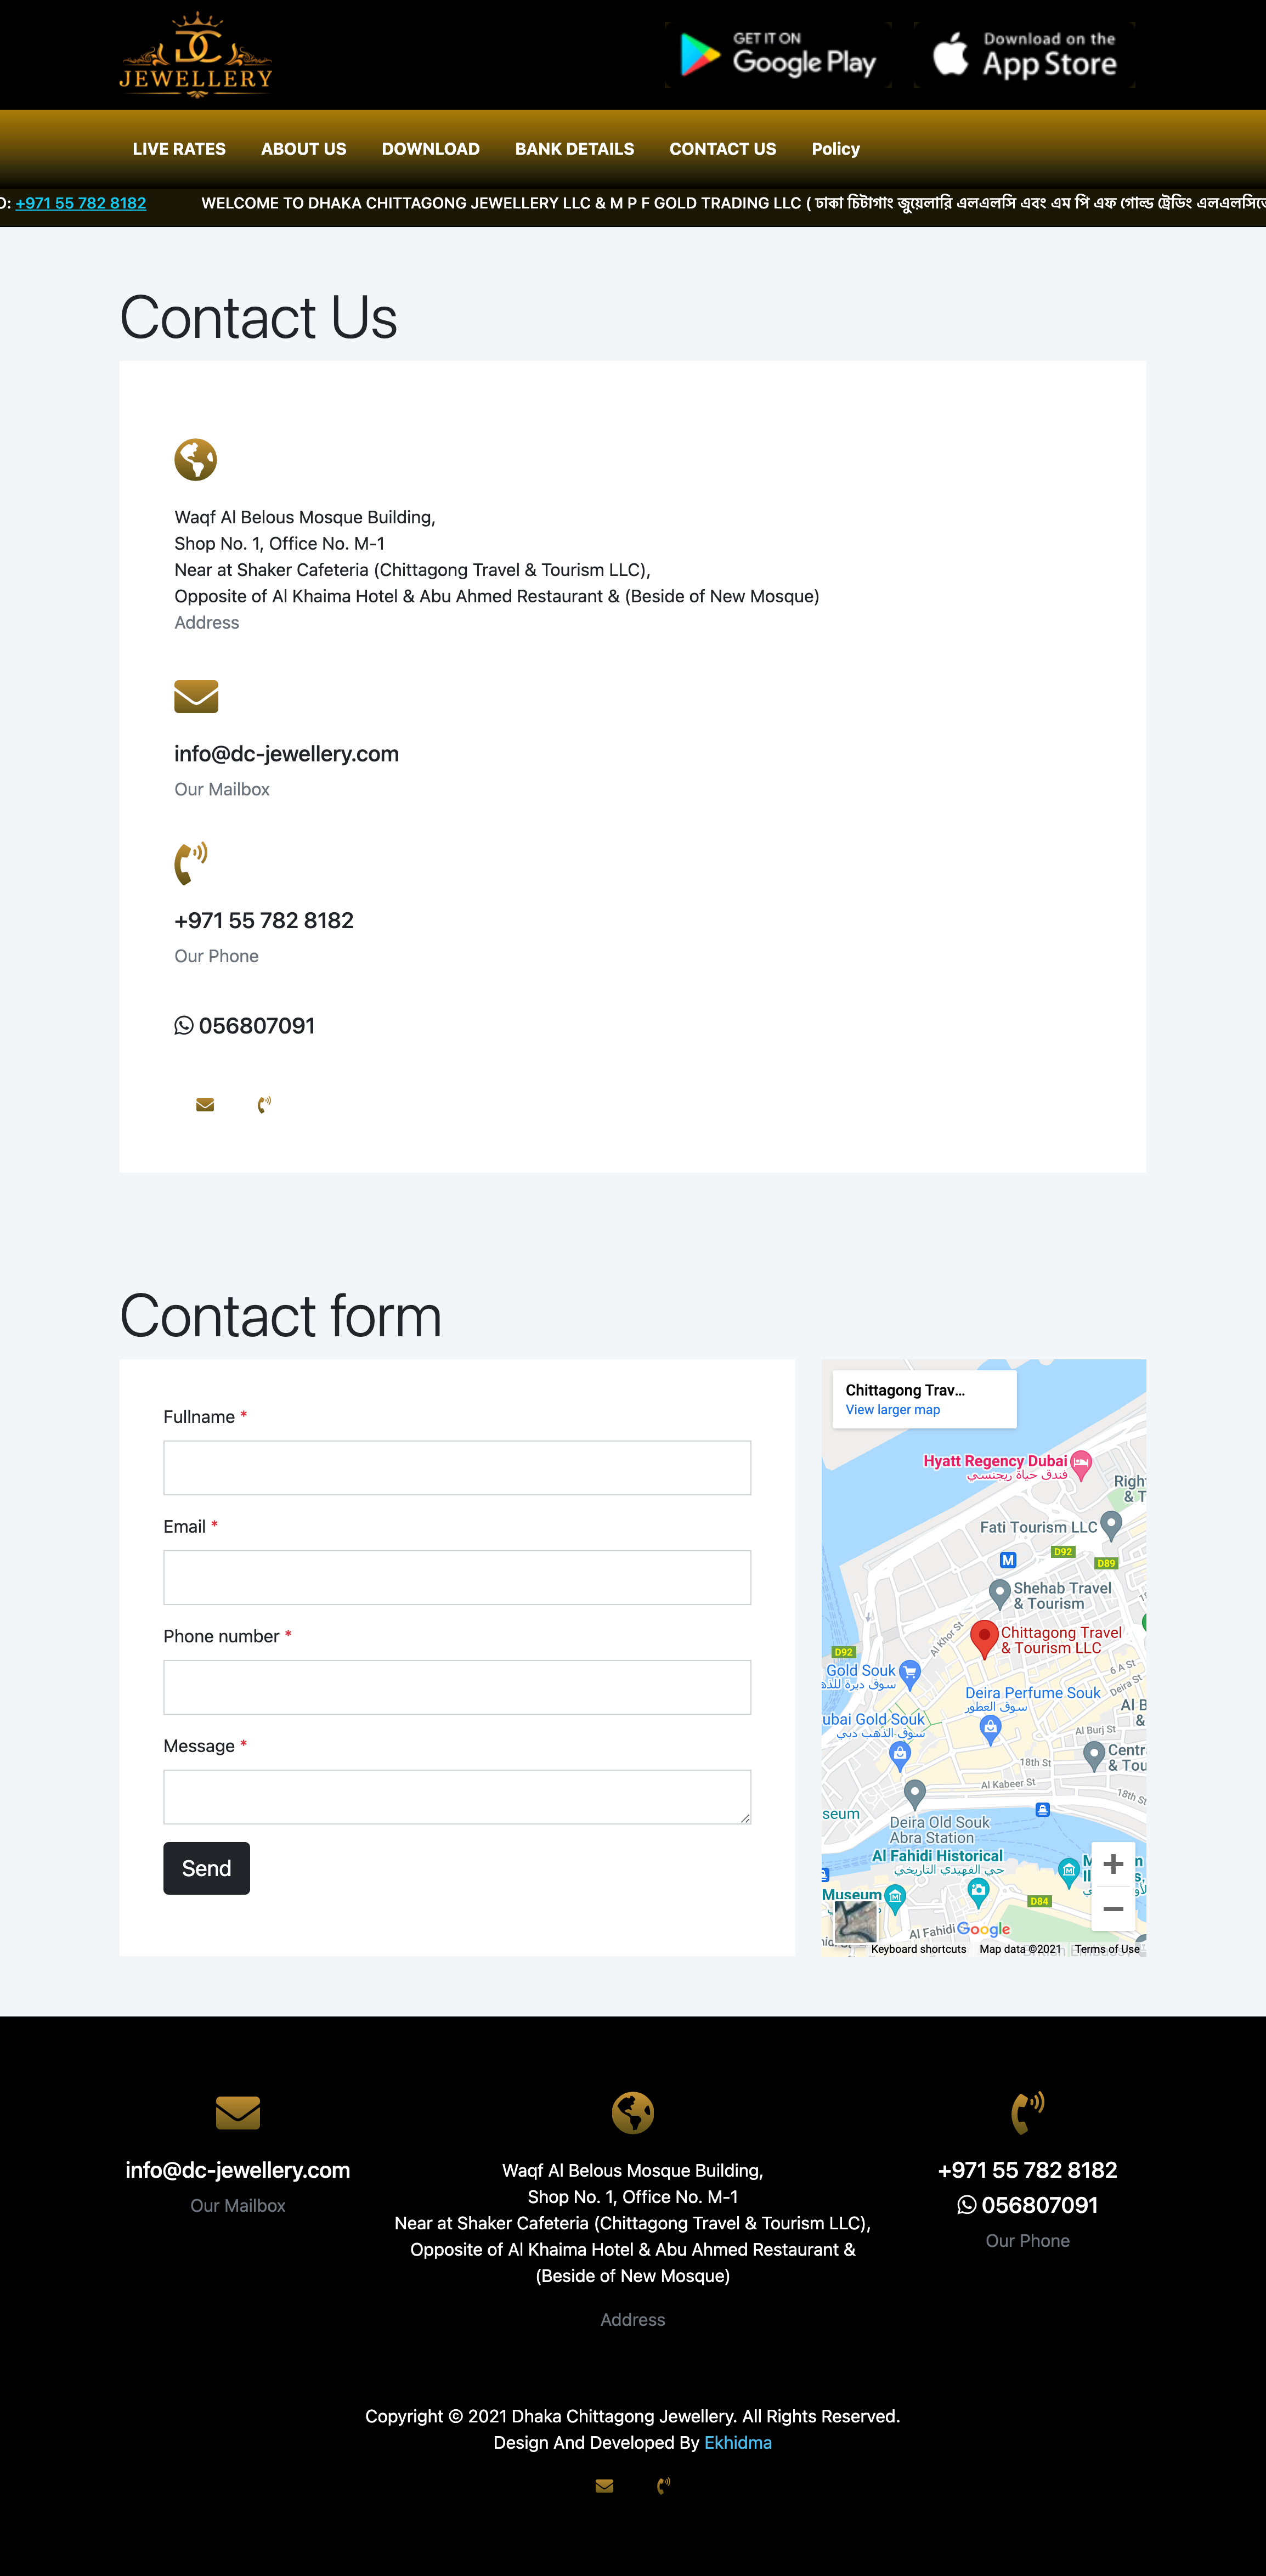 DC
JEWELLERY
GET IT ON
Google Play
Download on the
App Store
LIVE RATES
ABOUT US
DOWNLOAD
BANK DETAILS
CONTACT US
Policy
O: +971 55 782 8182 WELCOME TO DHAKA CHITTAGONG JEWELLERY LLC & M P F GOLD TRADING LLC ( ঢাকা চিটাগাং জুয়েলারি এলএলসি এবং এম পি এফ গোল্ড ট্রেডিং এলএলসিতে
Contact Us
Waqf Al Belous Mosque Building,
Shop No. 1, Office No. M-1
Near at Shaker Cafeteria (Chittagong Travel & Tourism LLC),
Opposite of Al Khaima Hotel & Abu Ahmed Restaurant & (Beside of New Mosque)
Address
info@dc-jewellery.com
Our Mailbox
+971 55 782 8182
Our Phone
056807091
Contact form
Fullname *
Email *
Phone number *
Message *
Send
Chittagong Trav...
View larger map
Hyatt Regency Dubai
فندق حياة ريجنسي
Right
& T
Fati Tourism LLC
D92
M
D89
Shehab Travel
& Tourism
Chittagong Travel
& Tourism LLC
Al Khor St
D92
6 A St
Gold Souk
سوق ديرة للذه
Deira St
Deira Perfume Souk
سوق العطور
Al B
&
ubai Gold Souk
سوق الذهب دبي
Al Burj St
Centr
& Tou
18th St
Al Kabeer St
18th St
seum
Deira Old Souk
Abra Station
Al Fahidi Historical
حي الفهيدي التاريخي
M
n
Il
s,
Museum
D84
Al Fahidi
Google
Keyboard shortcuts
Map data ©2021
Terms of Use
info@dc-jewellery.com
Our Mailbox
Waqf Al Belous Mosque Building,
Shop No. 1, Office No. M-1
Near at Shaker Cafeteria (Chittagong Travel & Tourism LLC),
Opposite of Al Khaima Hotel & Abu Ahmed Restaurant &
(Beside of New Mosque)
Address
+971 55 782 8182
056807091
Our Phone
Copyright © 2021 Dhaka Chittagong Jewellery. All Rights Reserved.
Design And Developed By Ekhidma